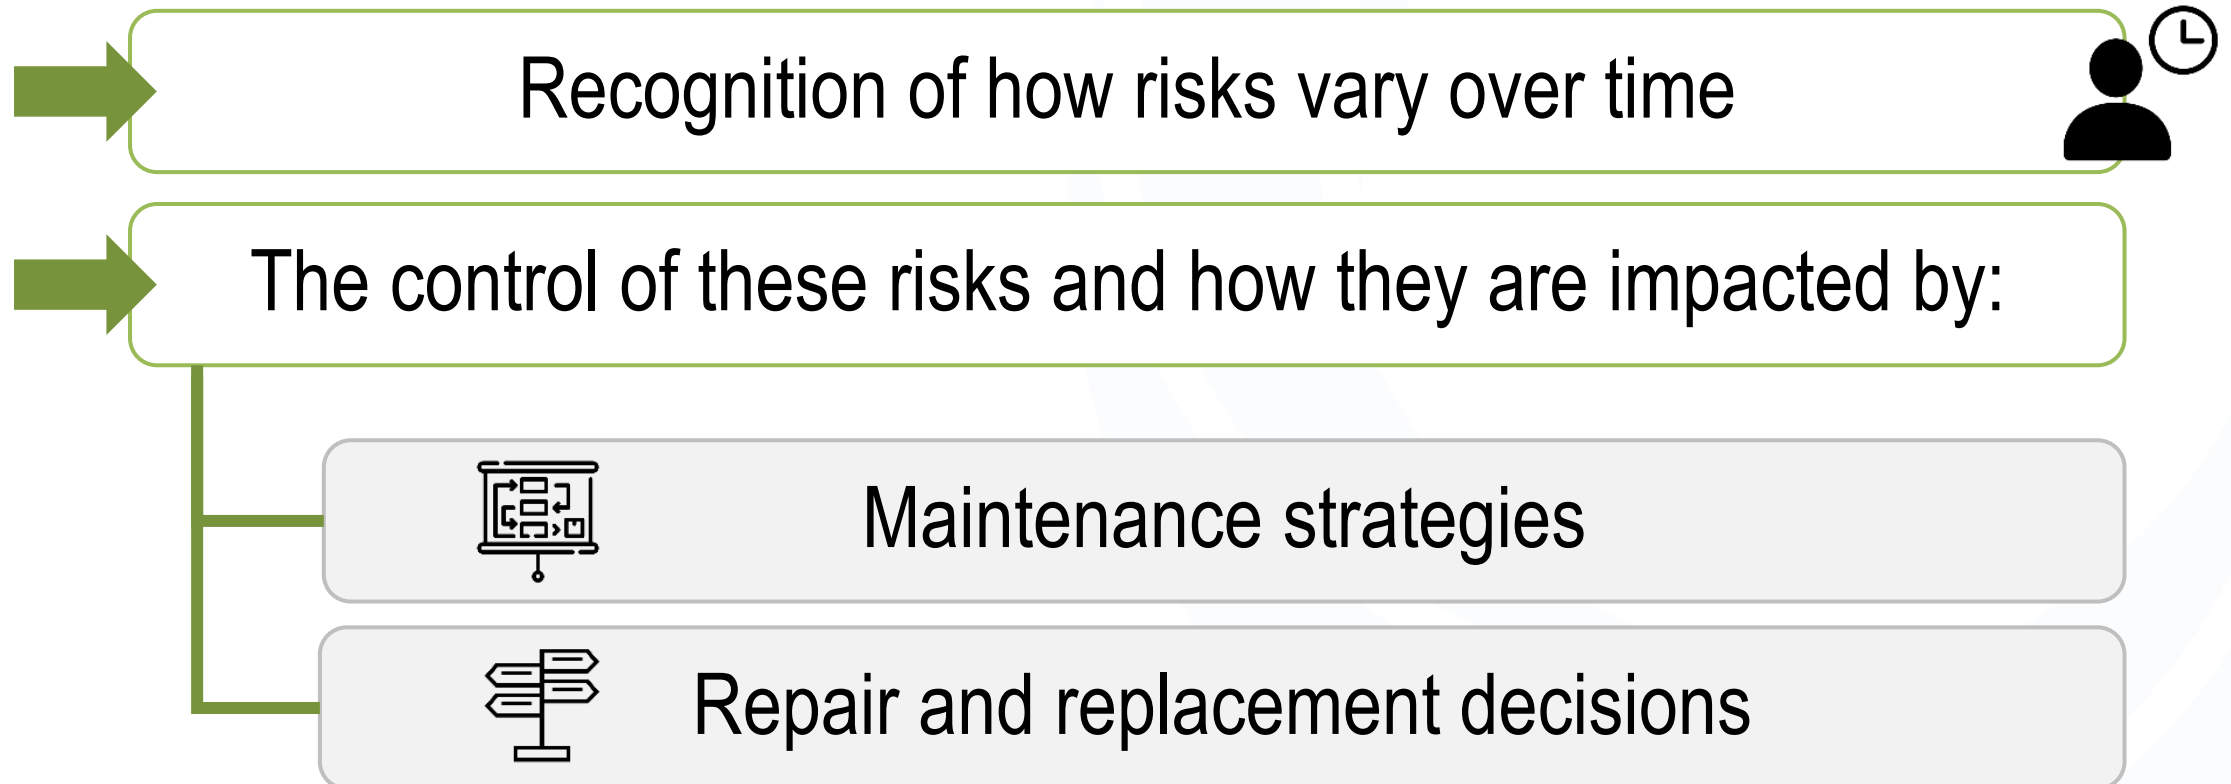 Recognition of how risks vary over time
The control of these risks and how they are impacted by:
Maintenance strategies
Repair and replacement decisions